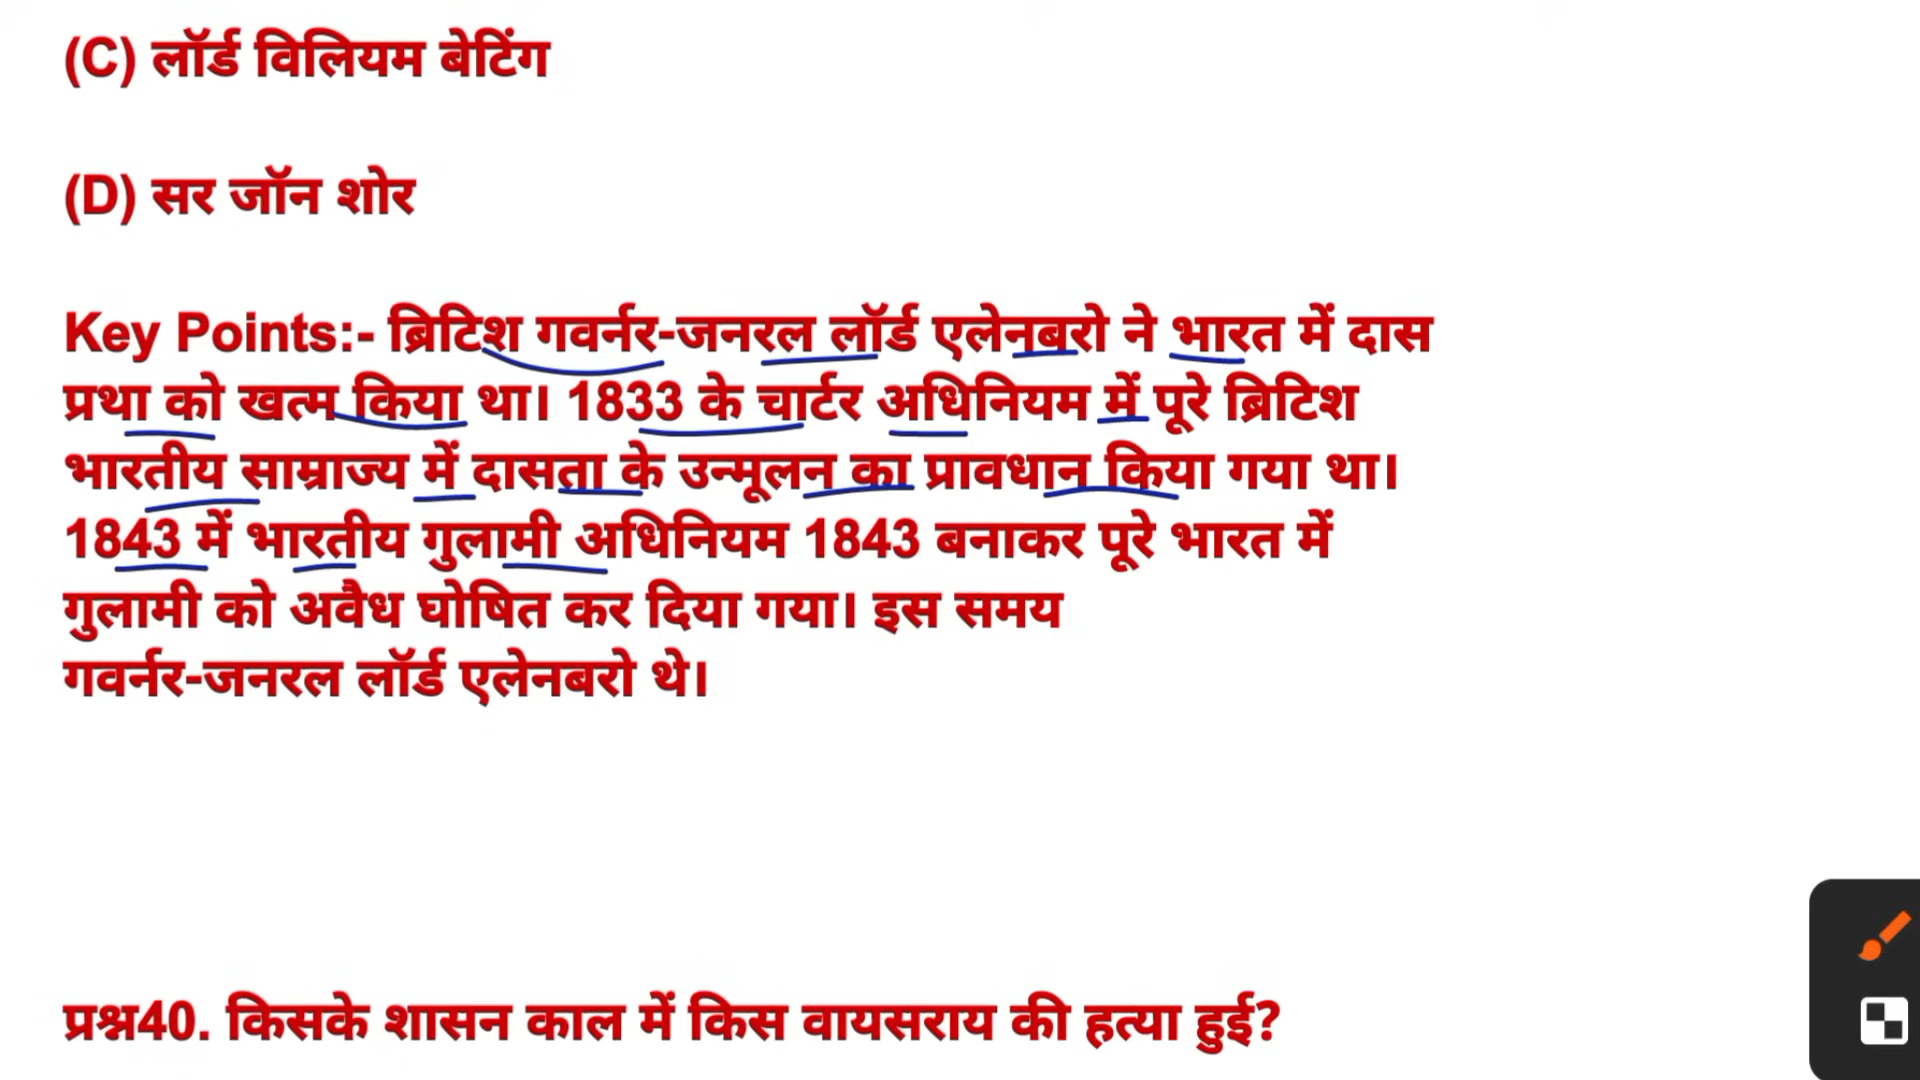 (C) लॉर्ड विलियम बेटिंग
(D) सर जॉन शोर
Key Points:- ब्रिटिश गवर्नर-जनरल लॉर्ड एलेनबरो ने भारत में दास
प्रथा को खत्म किया था। 1833 के चार्टर अधिनियम में पूरे ब्रिटिश
भारतीय साम्राज्य में दासता के उन्मूलन का प्रावधान किया गया था।
1843 में भारतीय गुलामी अधिनियम 1843 बनाकर पूरे भारत में
गुलामी को अवैध घोषित कर दिया गया। इस समय
गवर्नर-जनरल लॉर्ड एलेनबरो थे।
प्रश्न40. किसके शासन काल में किस वायसराय की हत्या हुई?